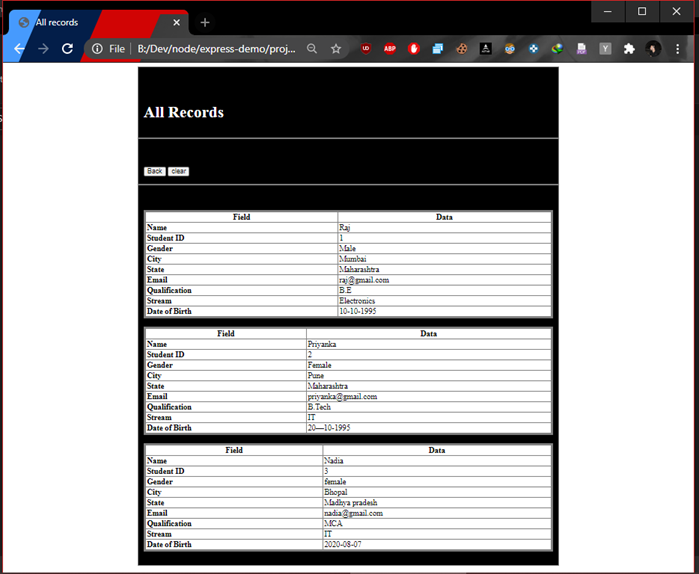 All records
File B:/Dev/node/express-demo/proj...
All Records
Back clear
Field Data
Name Raj
Student ID 1
Gender Male
City Mumbai
State Maharashtra
Email raj@gmail.com
Qualification B.E
Stream Electronics
Date of Birth 10-10-1995
Field Data
Name Priyanka
Student ID 2
Gender Female
City Pune
State Maharashtra
Email priyanka@gmail.com
Qualification B.Tech
Stream IT
Date of Birth 20—10-1995
Field Data
Name Nadia
Student ID 3
Gender female
City Bhopal
State Madhya pradesh
Email nadia@gmail.com
Qualification MCA
Stream IT
Date of Birth 2020-08-07